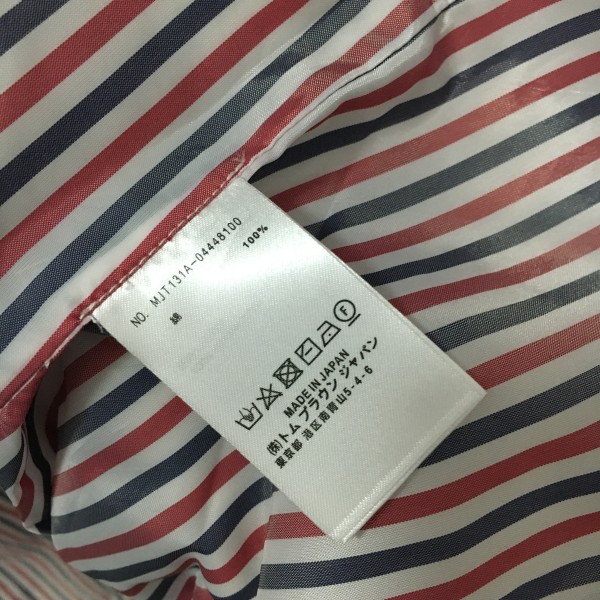 NO. MJT131A-04448100
綿 100%
MADE IN JAPAN
(株)トム ブラウン ジャパン
東京都 港区南青山5-4-6
F